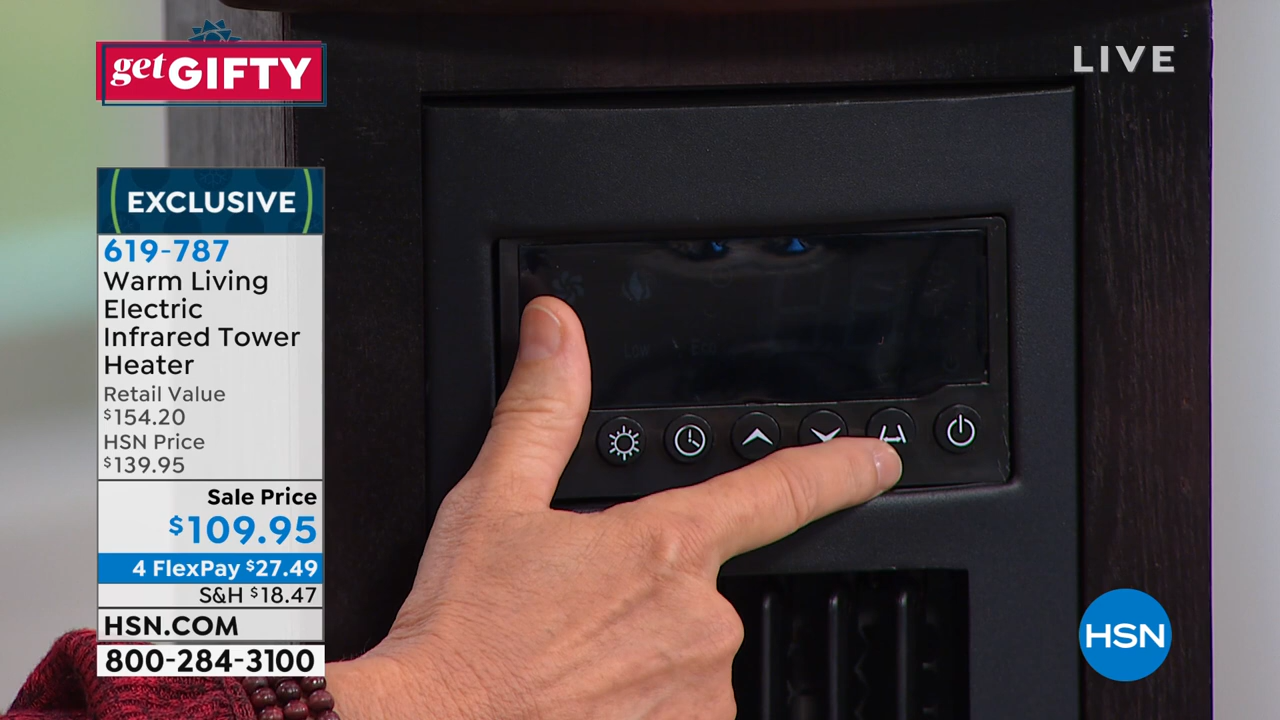 getGIFTY
LIVE
EXCLUSIVE
619-787
Warm Living
Electric
Infrared Tower
Heater
Retail Value
$154.20
HSN Price
$139.95
Sale Price
$109.95
4 FlexPay $27.49
S&H $18.47
HSN.COM
800-284-3100
HSN